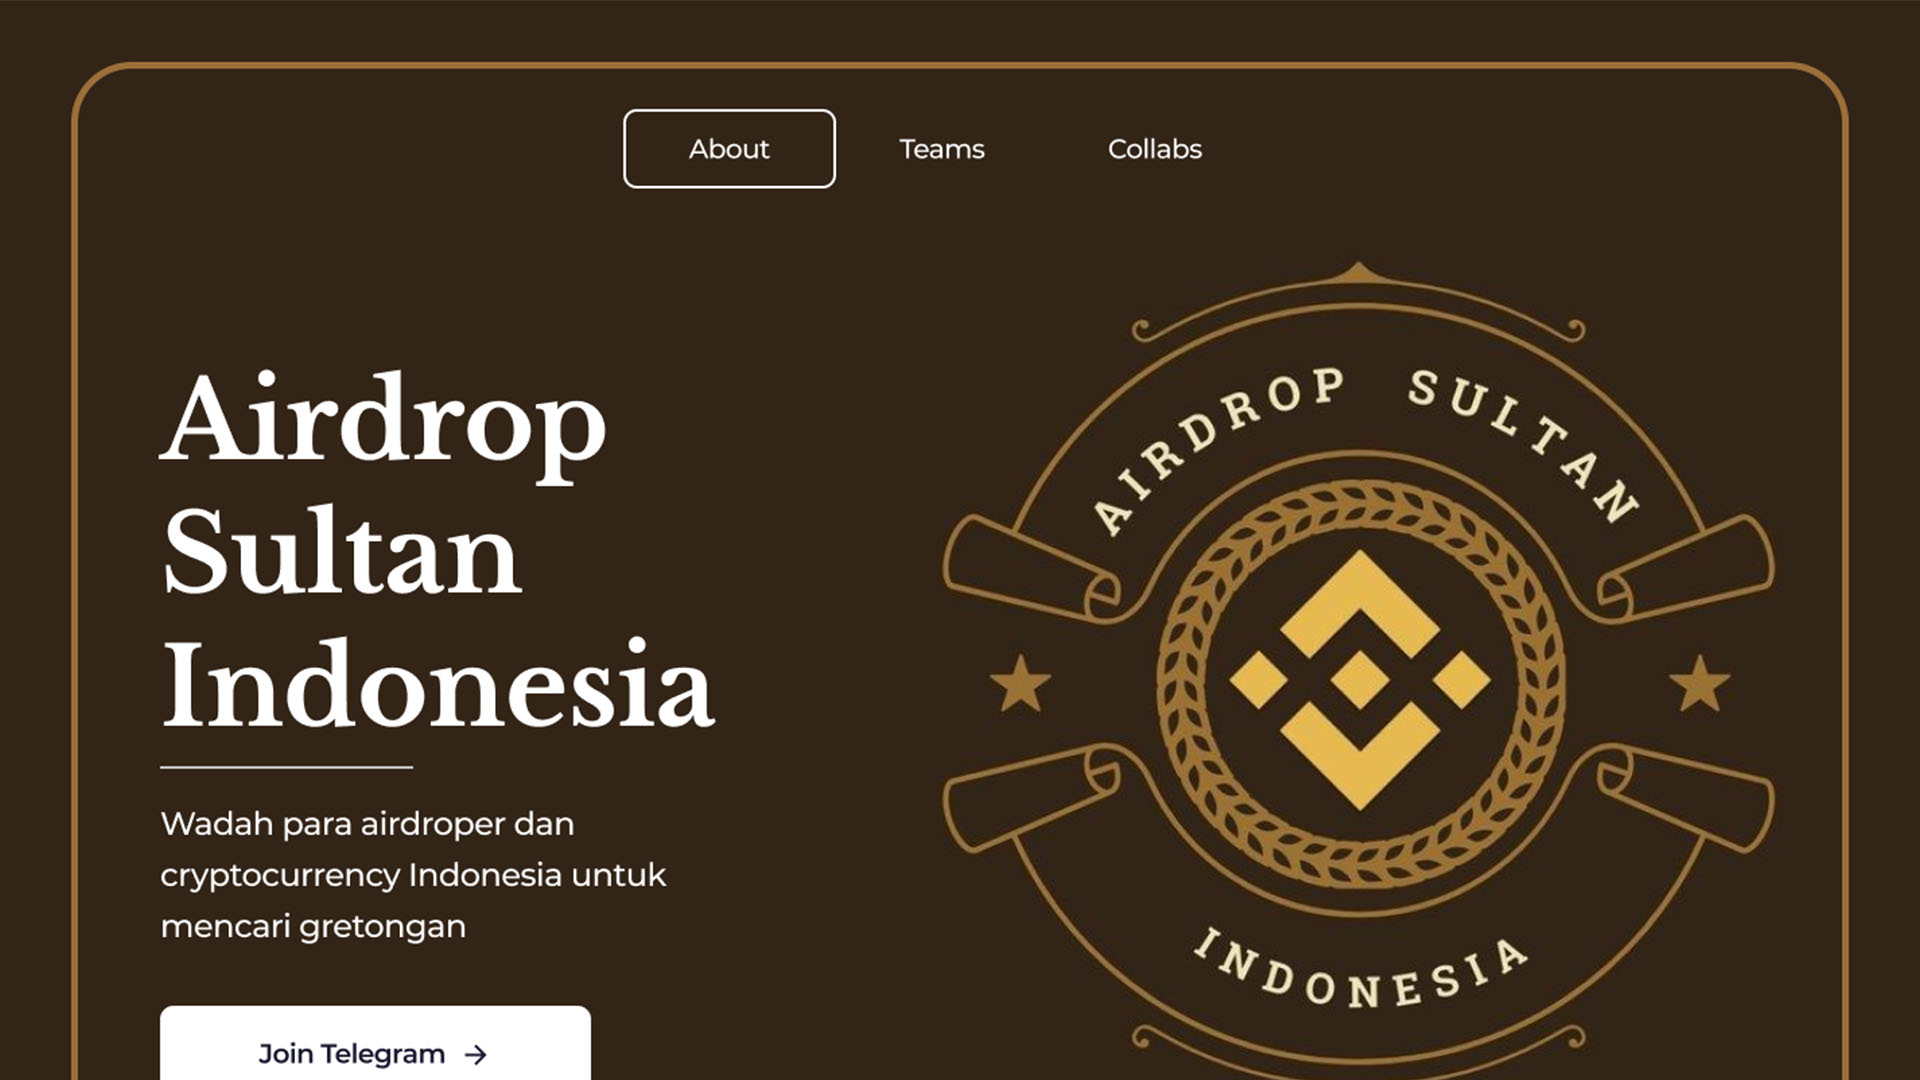 About
Teams
Collabs
Airdrop
Sultan
Indonesia
Wadah para airdroper dan
cryptocurrency Indonesia untuk
mencari gretongan
Join Telegram →
AIRDROP SULTAN
INDONESIA